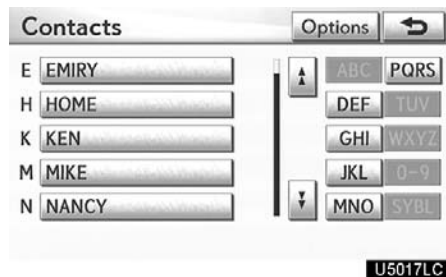 Contacts Options
E EMIRY ABC PQRS
H HOME DEF TUV
K KEN GHI WXYZ
M MIKE JKL 0-9
N NANCY MNO SYBL
U5017LC